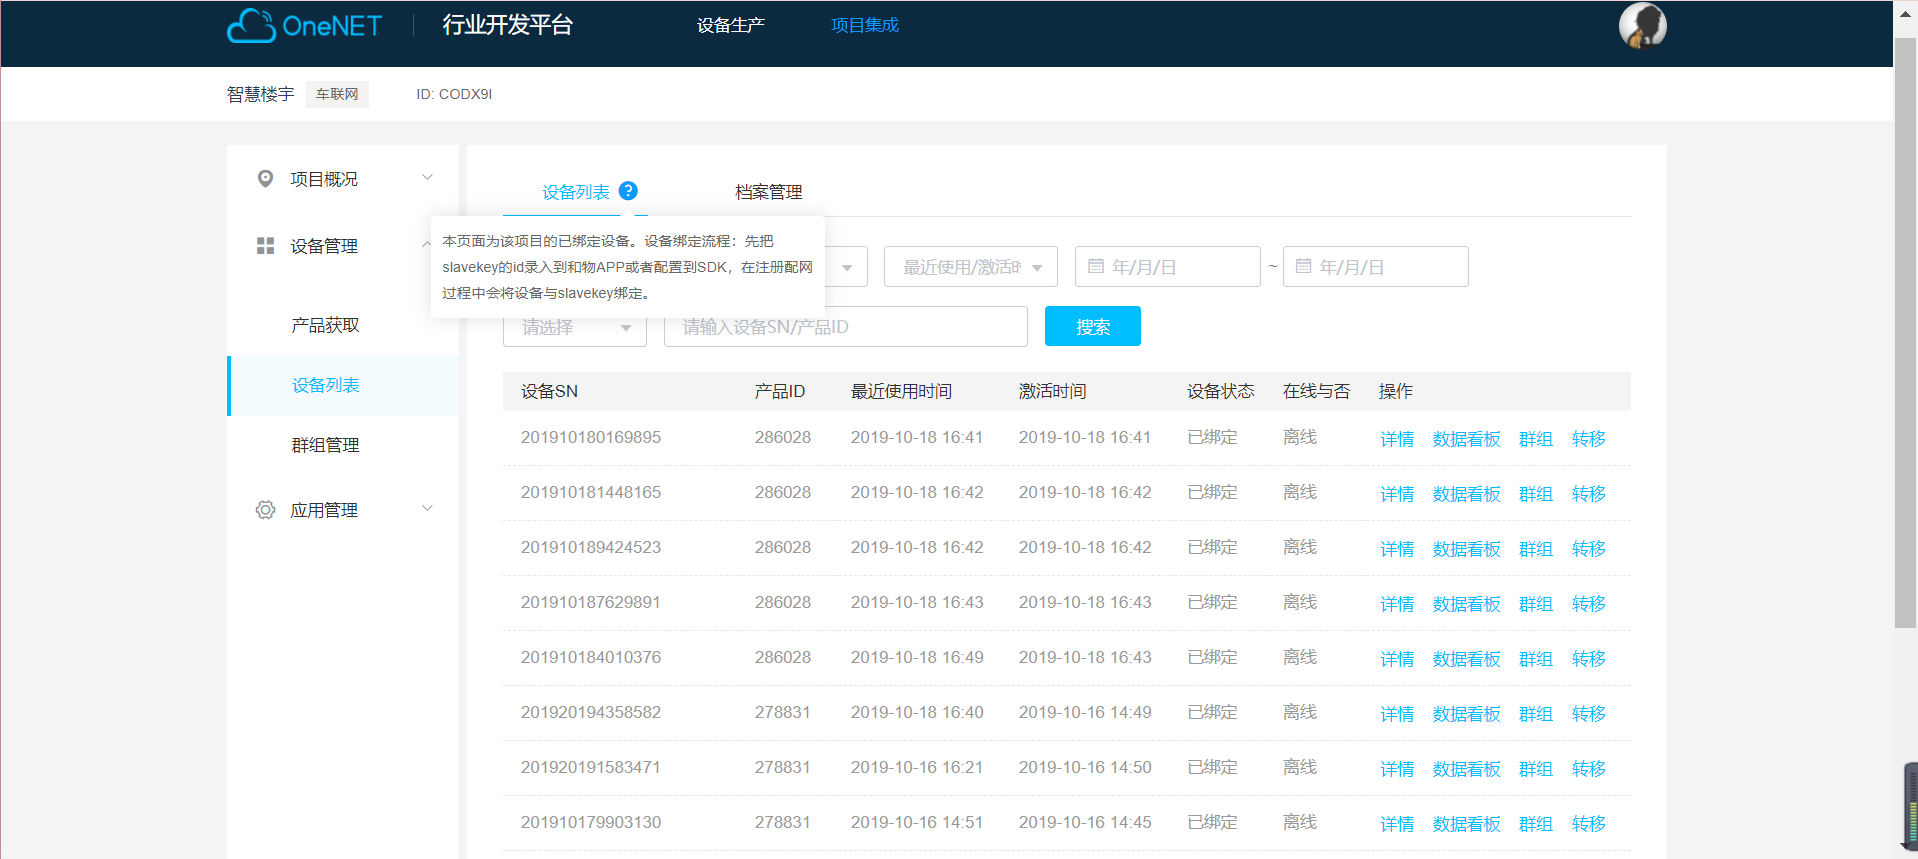 OneNET
行业开发平台
设备生产
项目集成
智慧楼宇
车联网
ID: CODX9I
项目概况
设备管理
产品获取
设备列表
群组管理
应用管理
设备列表 ?
档案管理
本页面为该项目的已绑定设备。设备绑定流程：先把
slavekey的id录入到和物APP或者配置到SDK，在注册配网
过程中会将设备与slavekey绑定。
最近使用/激活时
年/月/日 ~ 年/月/日
请选择
请输入设备SN/产品ID
搜索
设备SN 产品ID 最近使用时间 激活时间 设备状态 在线与否 操作
201910180169895 286028 2019-10-18 16:41 2019-10-18 16:41 已绑定 离线 详情 数据看板 群组 转移
201910181448165 286028 2019-10-18 16:42 2019-10-18 16:42 已绑定 离线 详情 数据看板 群组 转移
201910189424523 286028 2019-10-18 16:42 2019-10-18 16:42 已绑定 离线 详情 数据看板 群组 转移
201910187629891 286028 2019-10-18 16:43 2019-10-18 16:43 已绑定 离线 详情 数据看板 群组 转移
201910184010376 286028 2019-10-18 16:49 2019-10-18 16:43 已绑定 离线 详情 数据看板 群组 转移
201920194358582 278831 2019-10-18 16:40 2019-10-16 14:49 已绑定 离线 详情 数据看板 群组 转移
201920191583471 278831 2019-10-16 16:21 2019-10-16 14:50 已绑定 离线 详情 数据看板 群组 转移
201910179903130 278831 2019-10-16 14:51 2019-10-16 14:45 已绑定 离线 详情 数据看板 群组 转移